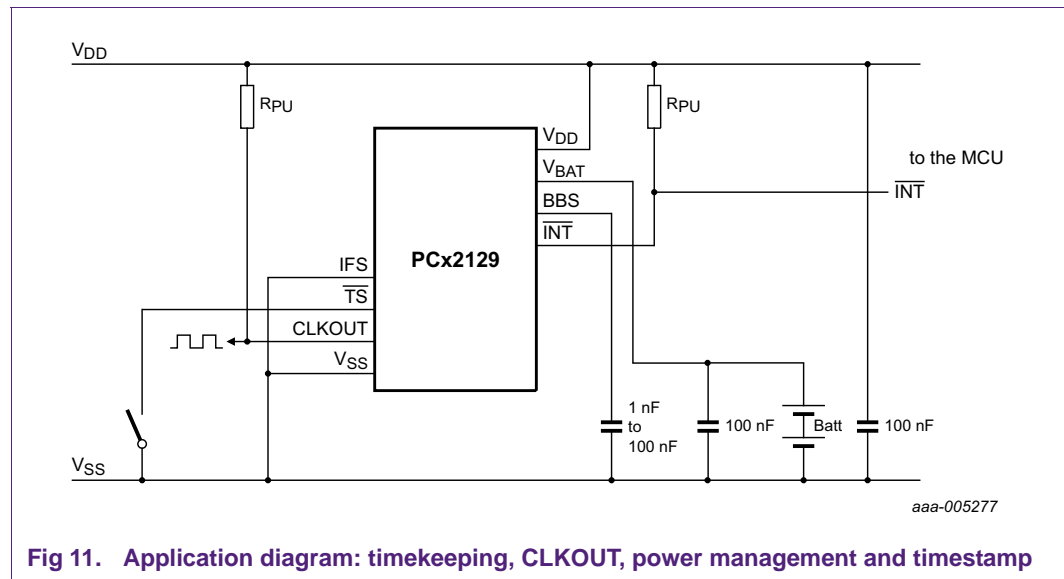 VDD
RPU
RPU
VDD
VBAT
BBS
INT
to the MCU
INT
PCx2129
IFS
TS
CLKOUT
VSS
1 nF
to
100 nF
100 nF
Batt
100 nF
VSS
aaa-005277
Fig 11. Application diagram: timekeeping, CLKOUT, power management and timestamp